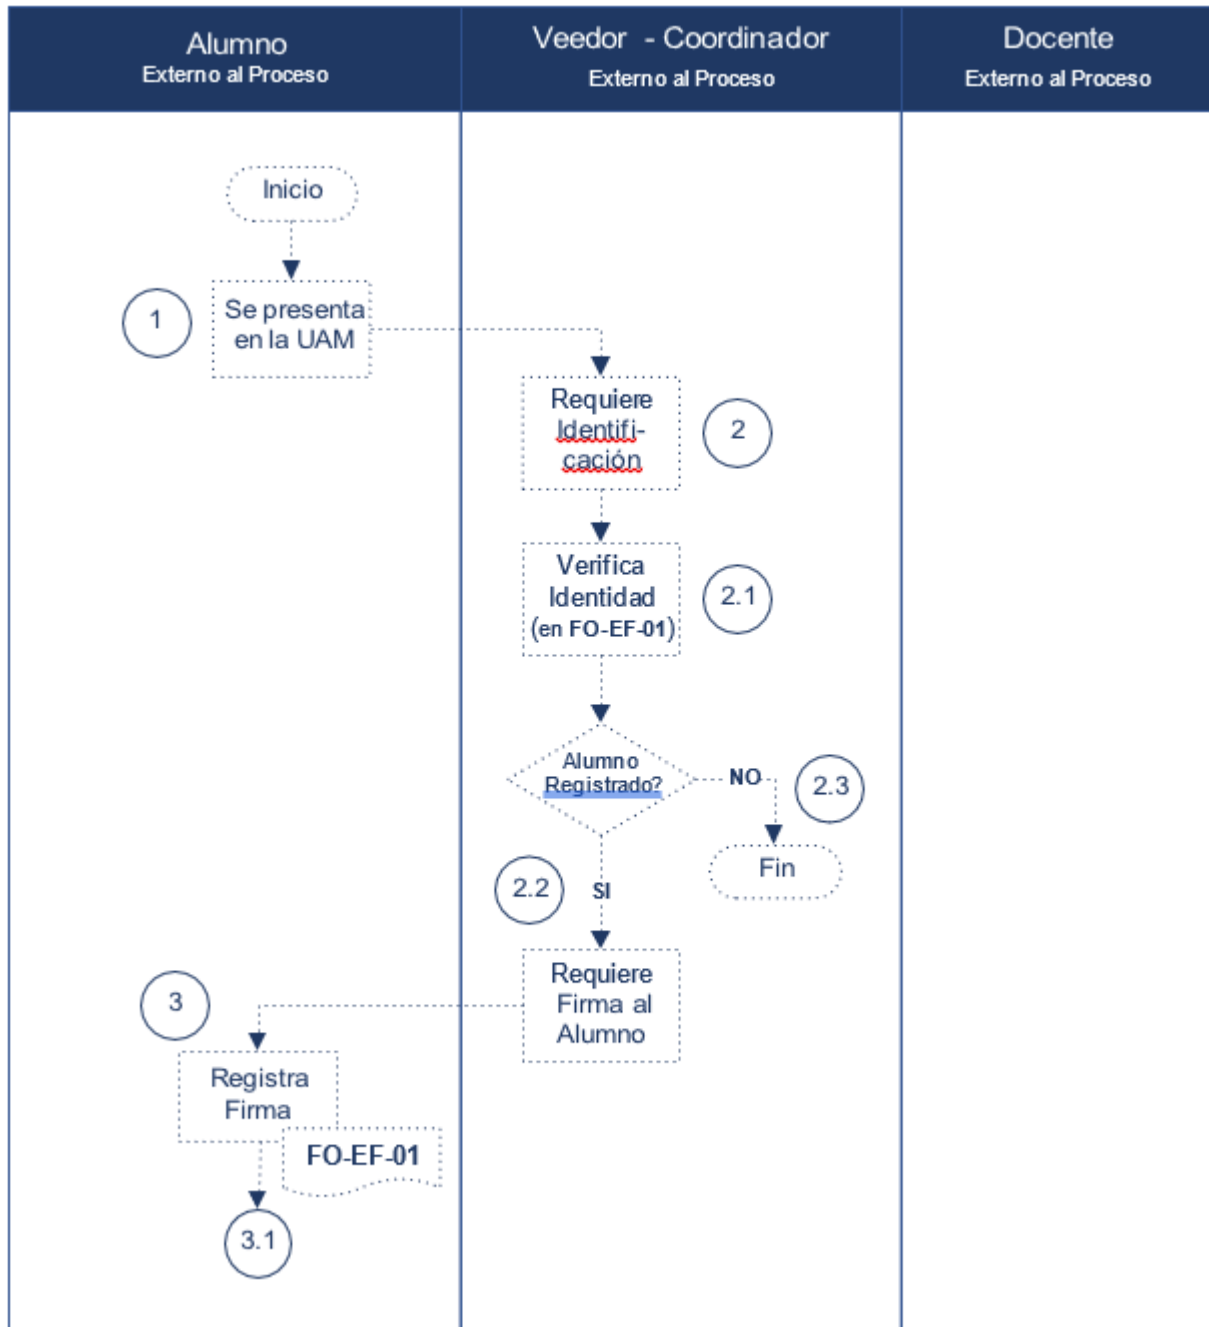 Alumno
Externo al Proceso
Veedor - Coordinador
Externo al Proceso
Docente
Externo al Proceso
Inicio
1
Se presenta
en la UAM
Requiere
Identifi-
cación
2
Verifica
Identidad
(en FO-EF-01)
2.1
Alumno
Registrado?
NO
2.3
Fin
2.2
SI
Requiere
Firma al
Alumno
3
Registra
Firma
FO-EF-01
3.1